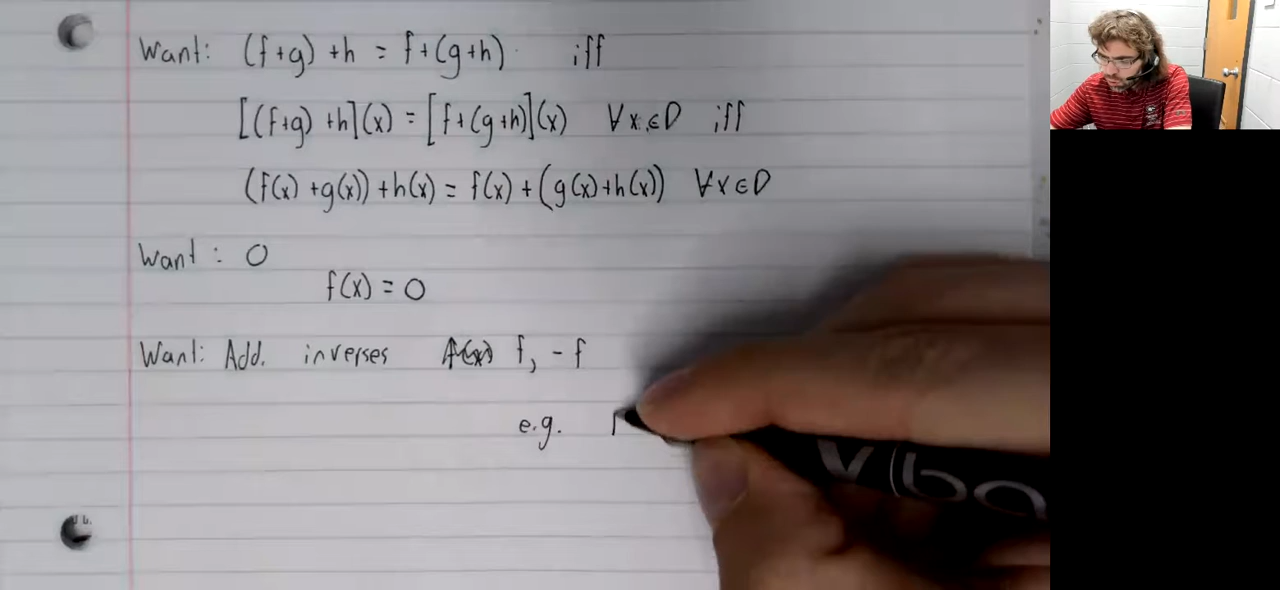 Want: (f+g)+h = f+(g+h) iff
[(f+g)+h](x) = [f+(g+h)](x) ∀x∈D iff
(f(x)+g(x))+h(x) = f(x)+(g(x)+h(x)) ∀x∈D
Want: 0
f(x) = 0
Want: Add. inverses f, -f
e.g.